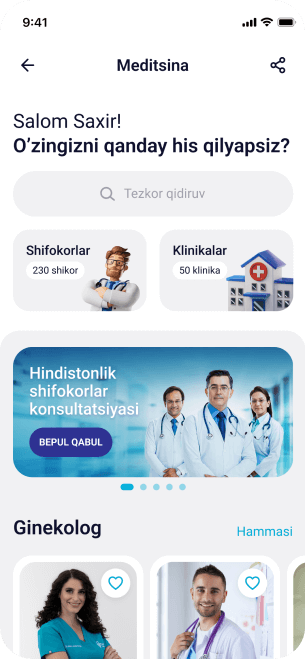 9:41
Meditsina
Salom Saxir!
O’zingizni qanday his qilyapsiz?
Tezkor qidiruv
Shifokorlar
230 shikor
Klinikalar
50 klinika
Hindistonlik
shifokorlar
konsultatsiyasi
BEPUL QABUL
Ginekolog
Hammasi